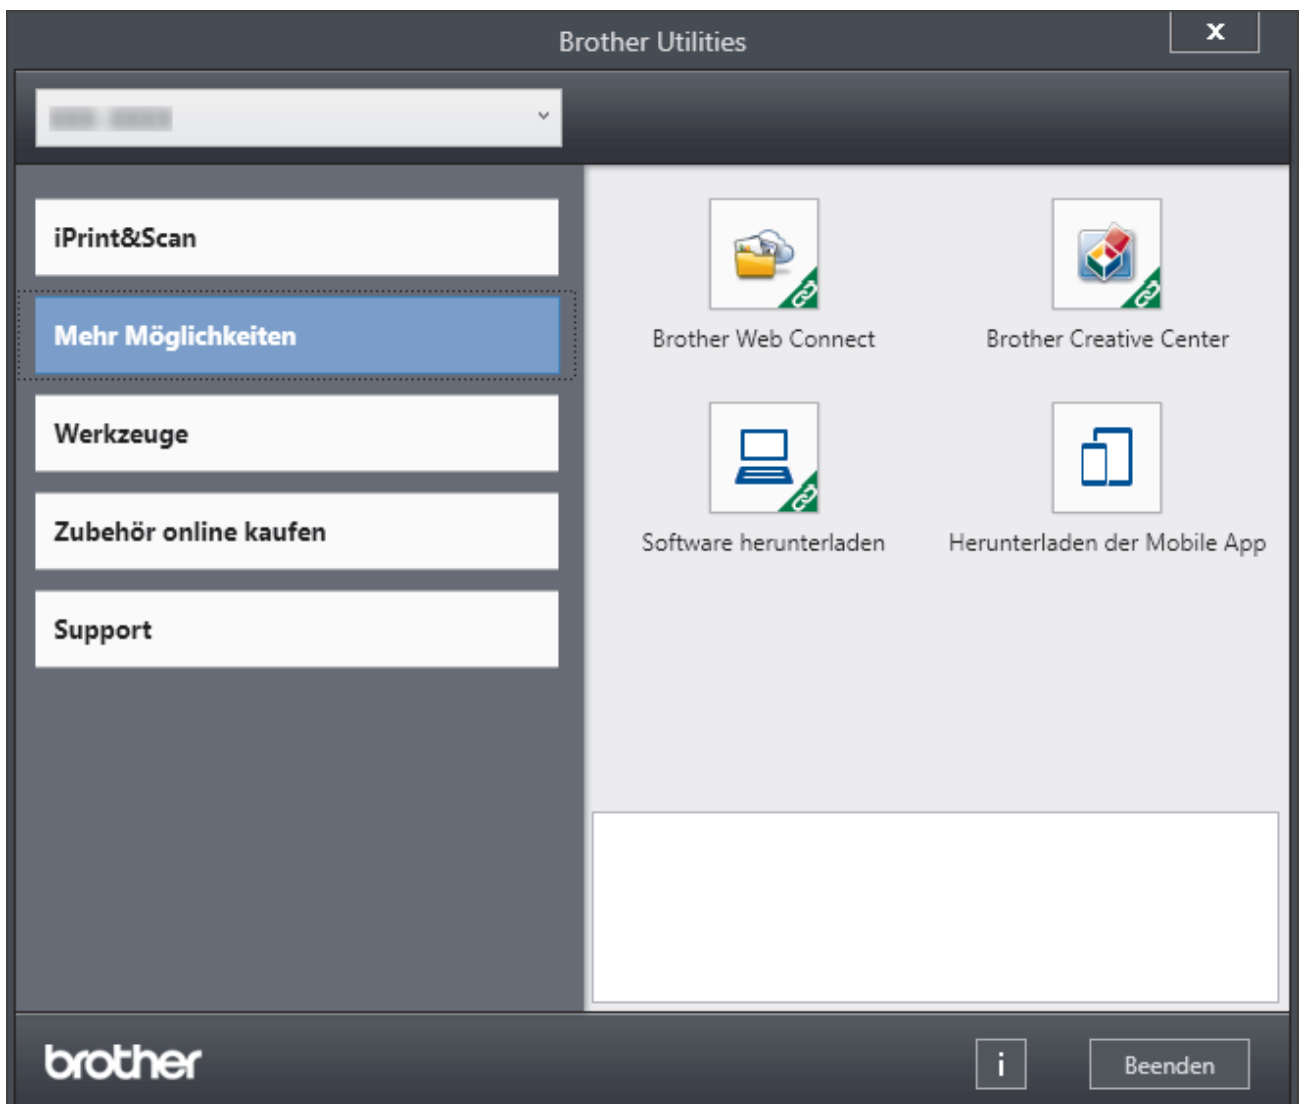 Brother Utilities
x
iPrint&Scan
Mehr Möglichkeiten
Werkzeuge
Zubehör online kaufen
Support
Brother Web Connect
Brother Creative Center
Software herunterladen
Herunterladen der Mobile App
brother
i
Beenden